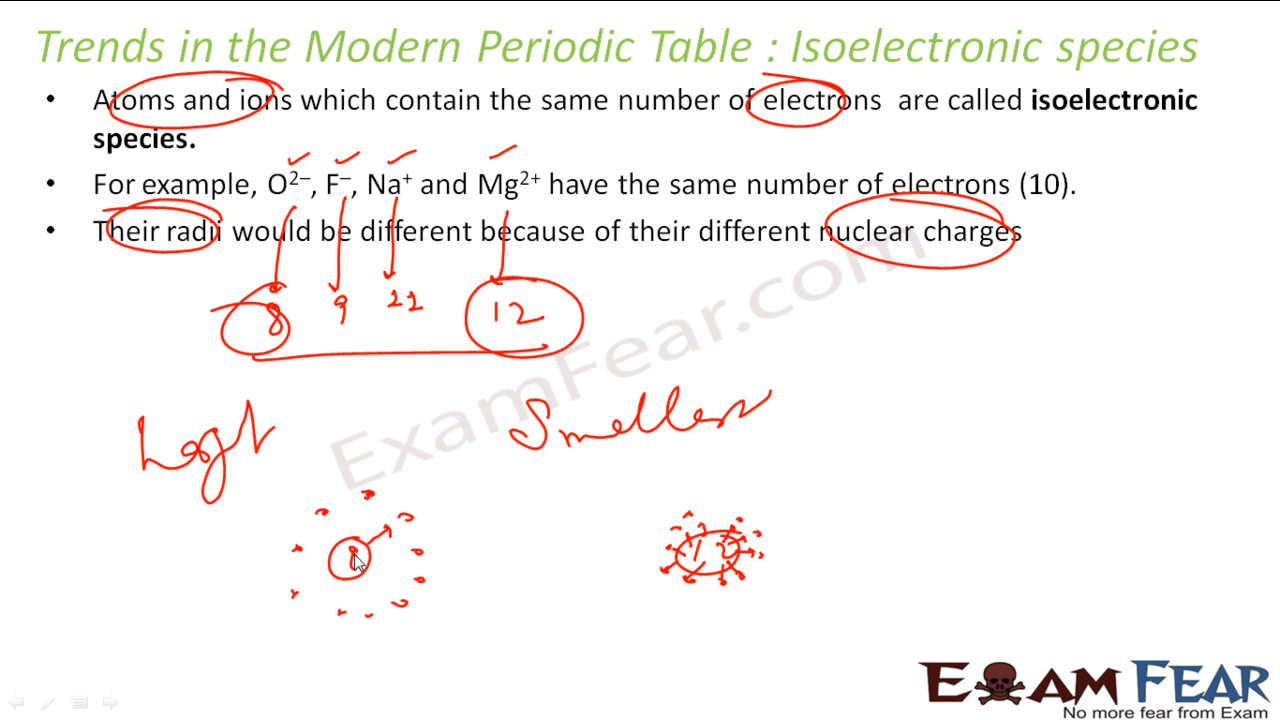 Trends in the Modern Periodic Table : Isoelectronic species
• Atoms and ions which contain the same number of electrons are called isoelectronic
species.
• For example, O²⁻, F⁻, Na⁺ and Mg²⁺ have the same number of electrons (10).
• Their radii would be different because of their different nuclear charges
8 9 11 12
ExamFear.com
Smallest
8 12
EXAM FEAR
No more fear from Exam